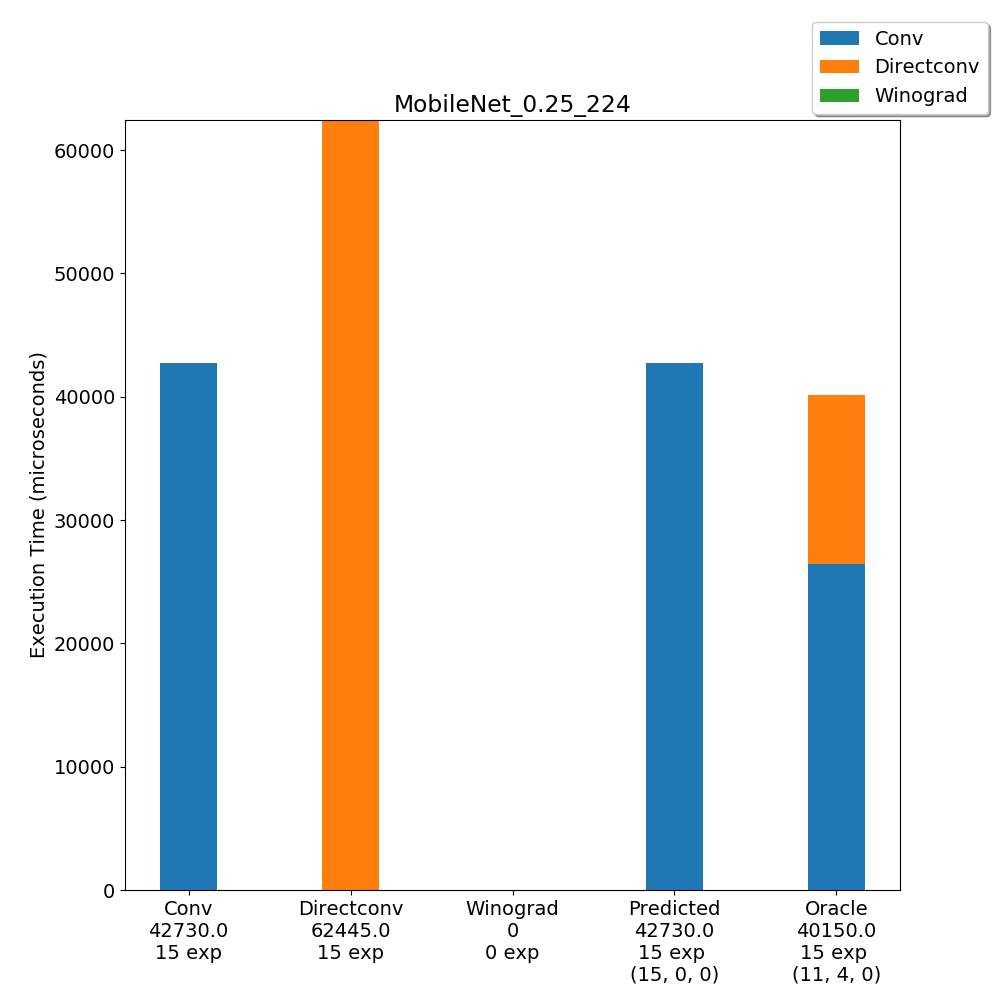 Conv
Directconv
Winograd
MobileNet_0.25_224
Execution Time (microseconds)
60000
50000
40000
30000
20000
10000
0
Conv
42730.0
15 exp
Directconv
62445.0
15 exp
Winograd
0
0 exp
Predicted
42730.0
15 exp
(15, 0, 0)
Oracle
40150.0
15 exp
(11, 4, 0)